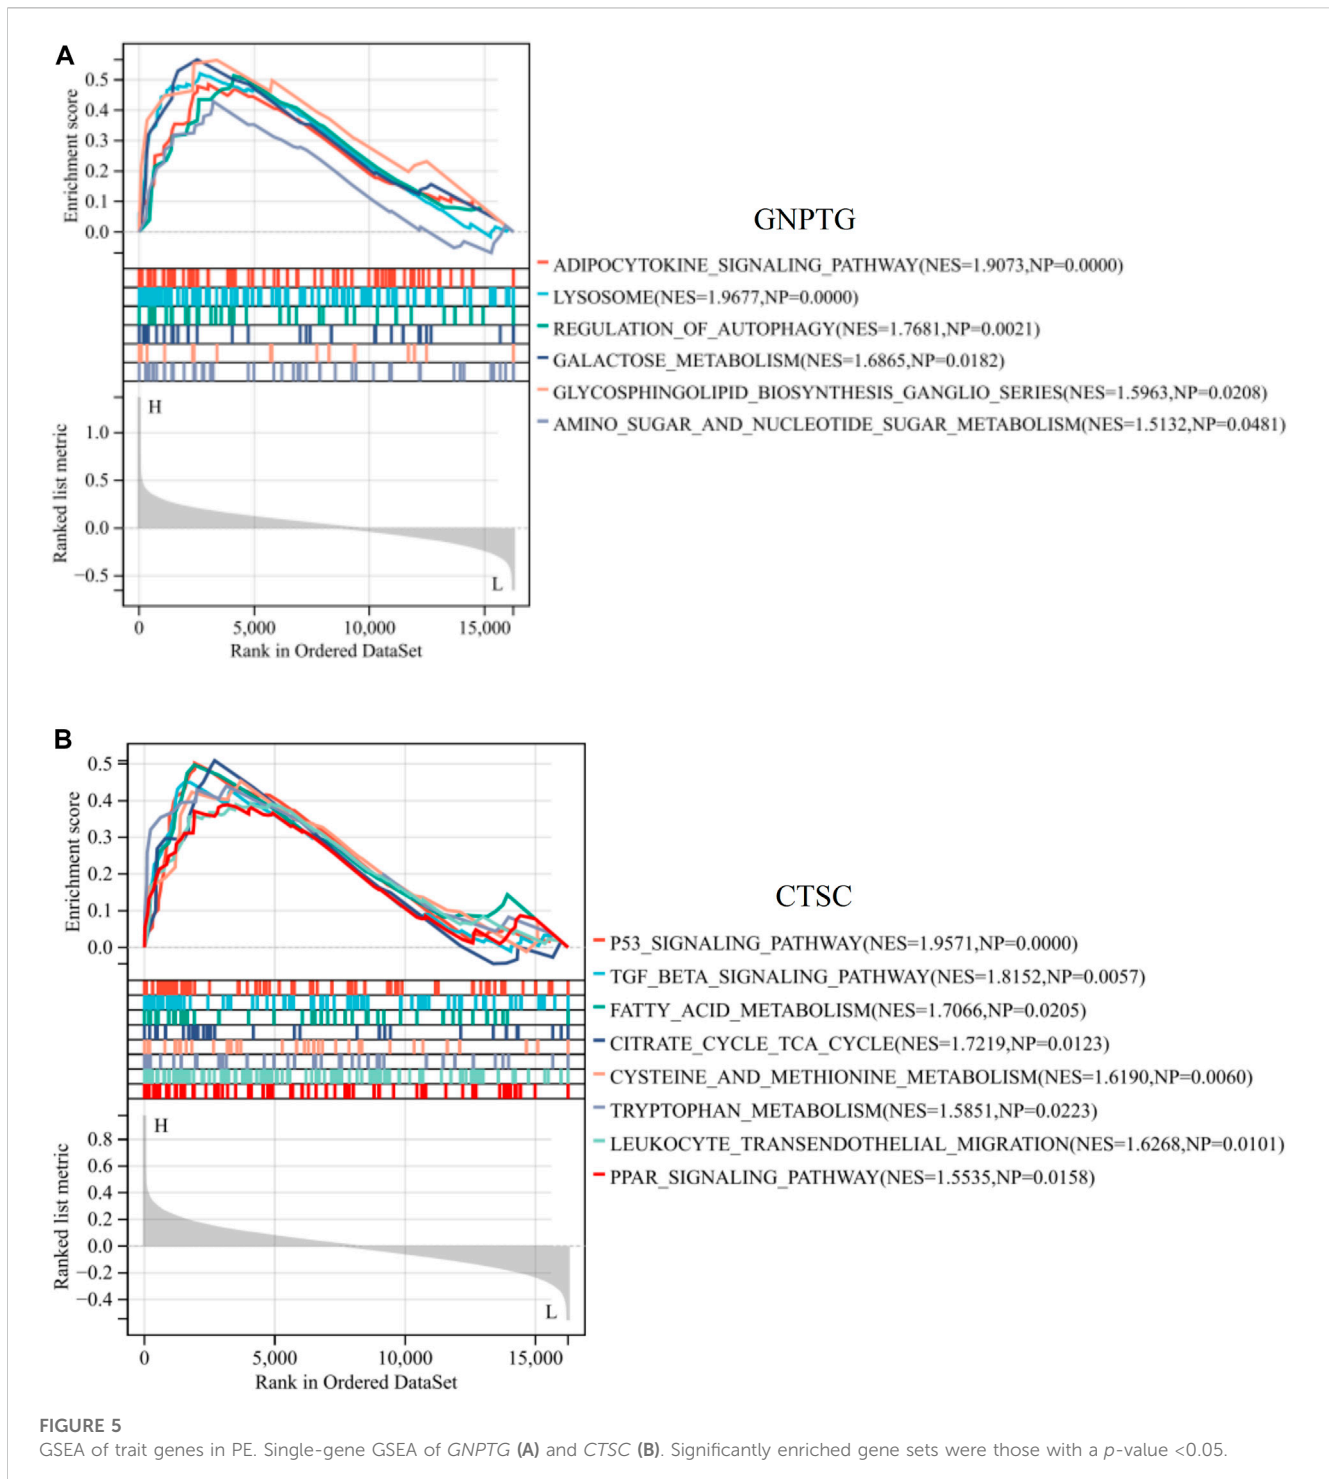 A
0.5
0.4
0.3
0.2
0.1
0.0
Enrichment score
GNPTG
ADIPOCYTOKINE_SIGNALING_PATHWAY(NES=1.9073,NP=0.0000)
LYSOSOME(NES=1.9677,NP=0.0000)
REGULATION_OF_AUTOPHAGY(NES=1.7681,NP=0.0021)
GALACTOSE_METABOLISM(NES=1.6865,NP=0.0182)
GLYCOSPHINGOLIPID_BIOSYNTHESIS_GANGLIO_SERIES(NES=1.5963,NP=0.0208)
AMINO_SUGAR_AND_NUCLEOTIDE_SUGAR_METABOLISM(NES=1.5132,NP=0.0481)
H
1.0
0.5
0.0
−0.5
Ranked list metric
L
0 5,000 10,000 15,000
Rank in Ordered DataSet
B
0.5
0.4
0.3
0.2
0.1
0.0
Enrichment score
CTSC
P53_SIGNALING_PATHWAY(NES=1.9571,NP=0.0000)
TGF_BETA_SIGNALING_PATHWAY(NES=1.8152,NP=0.0057)
FATTY_ACID_METABOLISM(NES=1.7066,NP=0.0205)
CITRATE_CYCLE_TCA_CYCLE(NES=1.7219,NP=0.0123)
CYSTEINE_AND_METHIONINE_METABOLISM(NES=1.6190,NP=0.0060)
TRYPTOPHAN_METABOLISM(NES=1.5851,NP=0.0223)
LEUKOCYTE_TRANSENDOTHELIAL_MIGRATION(NES=1.6268,NP=0.0101)
PPAR_SIGNALING_PATHWAY(NES=1.5535,NP=0.0158)
H
0.8
0.6
0.4
0.2
0.0
−0.2
−0.4
Ranked list metric
L
0 5,000 10,000 15,000
Rank in Ordered DataSet
FIGURE 5
GSEA of trait genes in PE. Single-gene GSEA of GNPTG (A) and CTSC (B). Significantly enriched gene sets were those with a p-value <0.05.